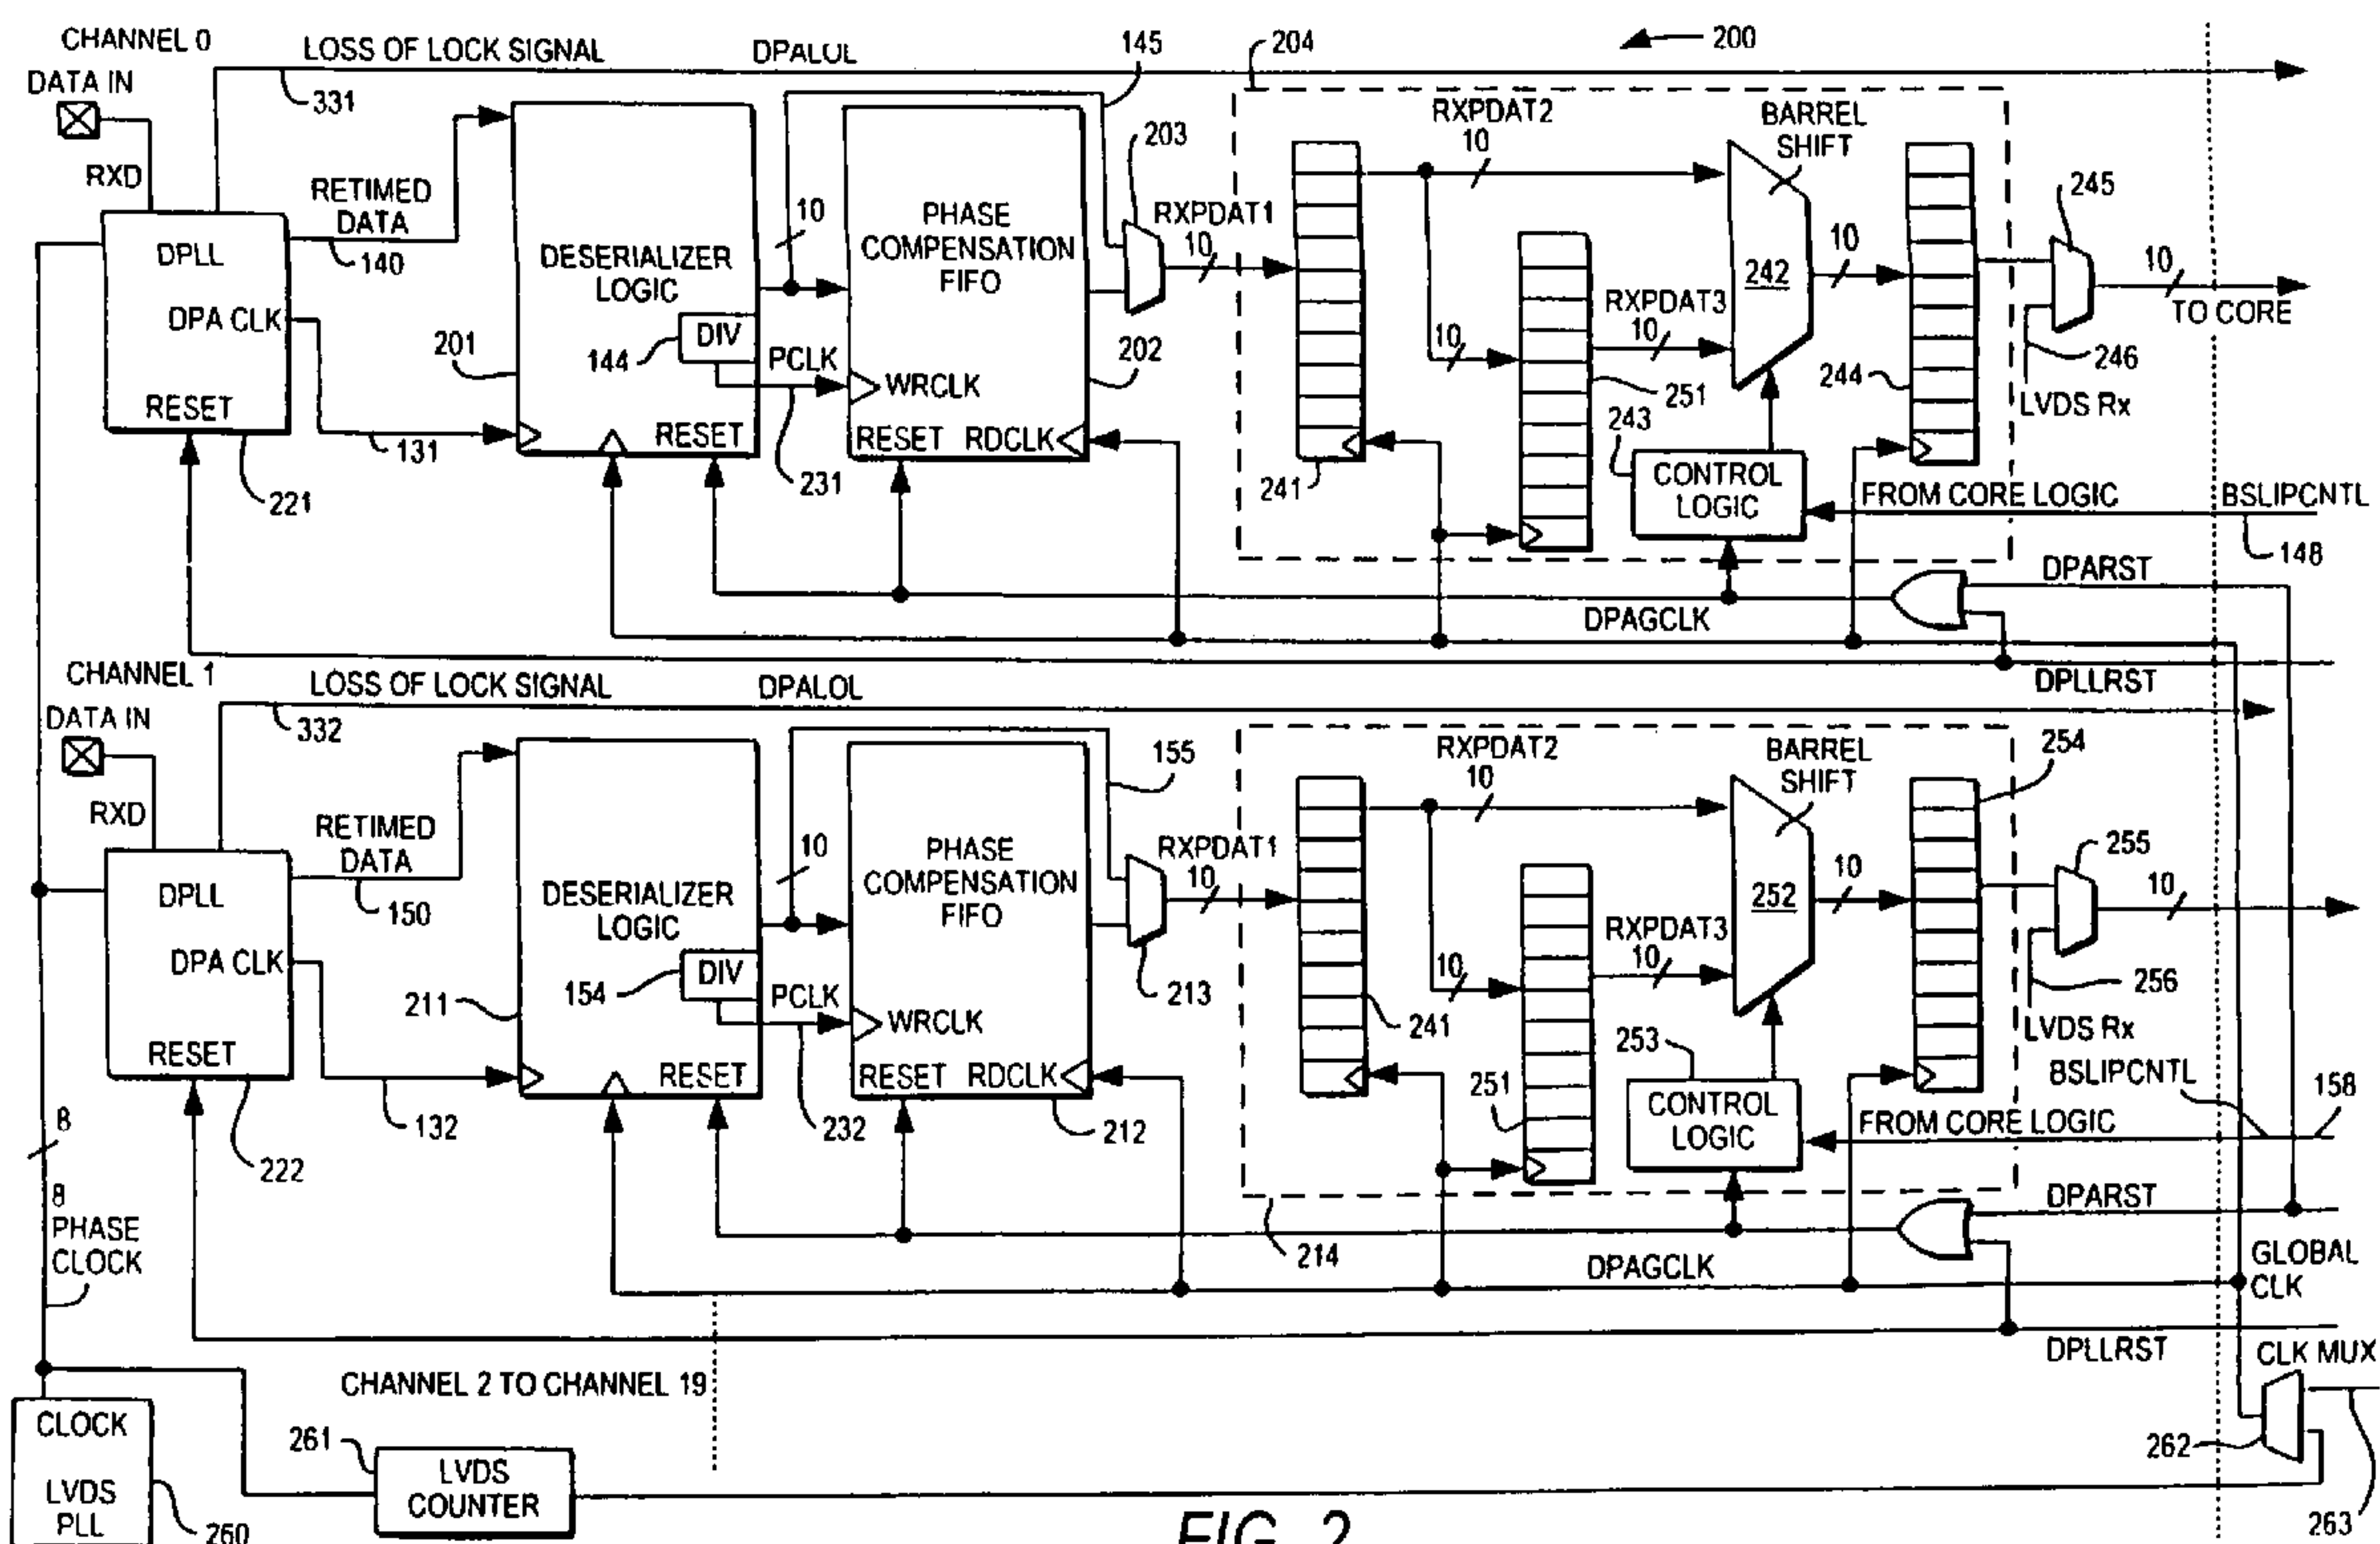 CHANNEL 0
LOSS OF LOCK SIGNAL
DPALOL
145
204
200
DATA IN
331
RXD
RETIMED
DATA
140
DPLL
DPA CLK
RESET
221
131
201
DESERIALIZER
LOGIC
144
DIV
PCLK
RESET
231
10
PHASE
COMPENSATION
FIFO
WRCLK
RESET RDCLK
202
203
RXPDAT1
10
RXPDAT2
10
241
10
RXPDAT3
10
251
BARREL
SHIFT
242
10
243
CONTROL
LOGIC
244
245
10
TO CORE
246
LVDS Rx
FROM CORE LOGIC
BSLIPCNTL
148
DPARST
DPAGCLK
DPLLRST
CHANNEL 1
LOSS OF LOCK SIGNAL
DPALOL
DATA IN
332
RXD
RETIMED
DATA
150
DPLL
DPA CLK
RESET
222
132
211
DESERIALIZER
LOGIC
154
DIV
PCLK
RESET
232
10
PHASE
COMPENSATION
FIFO
WRCLK
RESET RDCLK
212
155
213
RXPDAT1
10
RXPDAT2
10
241
10
RXPDAT3
10
251
BARREL
SHIFT
252
10
253
CONTROL
LOGIC
254
255
10
256
LVDS Rx
BSLIPCNTL
158
FROM CORE LOGIC
214
DPARST
DPAGCLK
GLOBAL
CLK
DPLLRST
8
8
PHASE
CLOCK
CHANNEL 2 TO CHANNEL 19
CLK MUX
262
263
CLOCK
LVDS
PLL
260
261
LVDS
COUNTER
FIG. 2